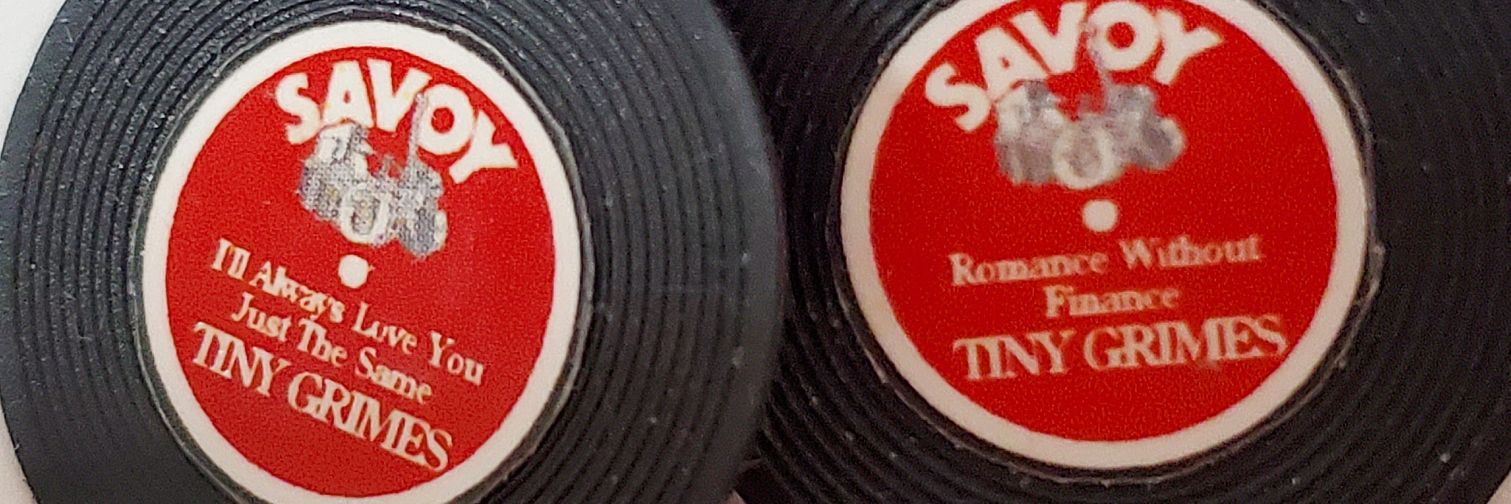 SAVOY
I'll Always Love You
Just The Same
TINY GRIMES
SAVOY
Romance Without
Finance
TINY GRIMES